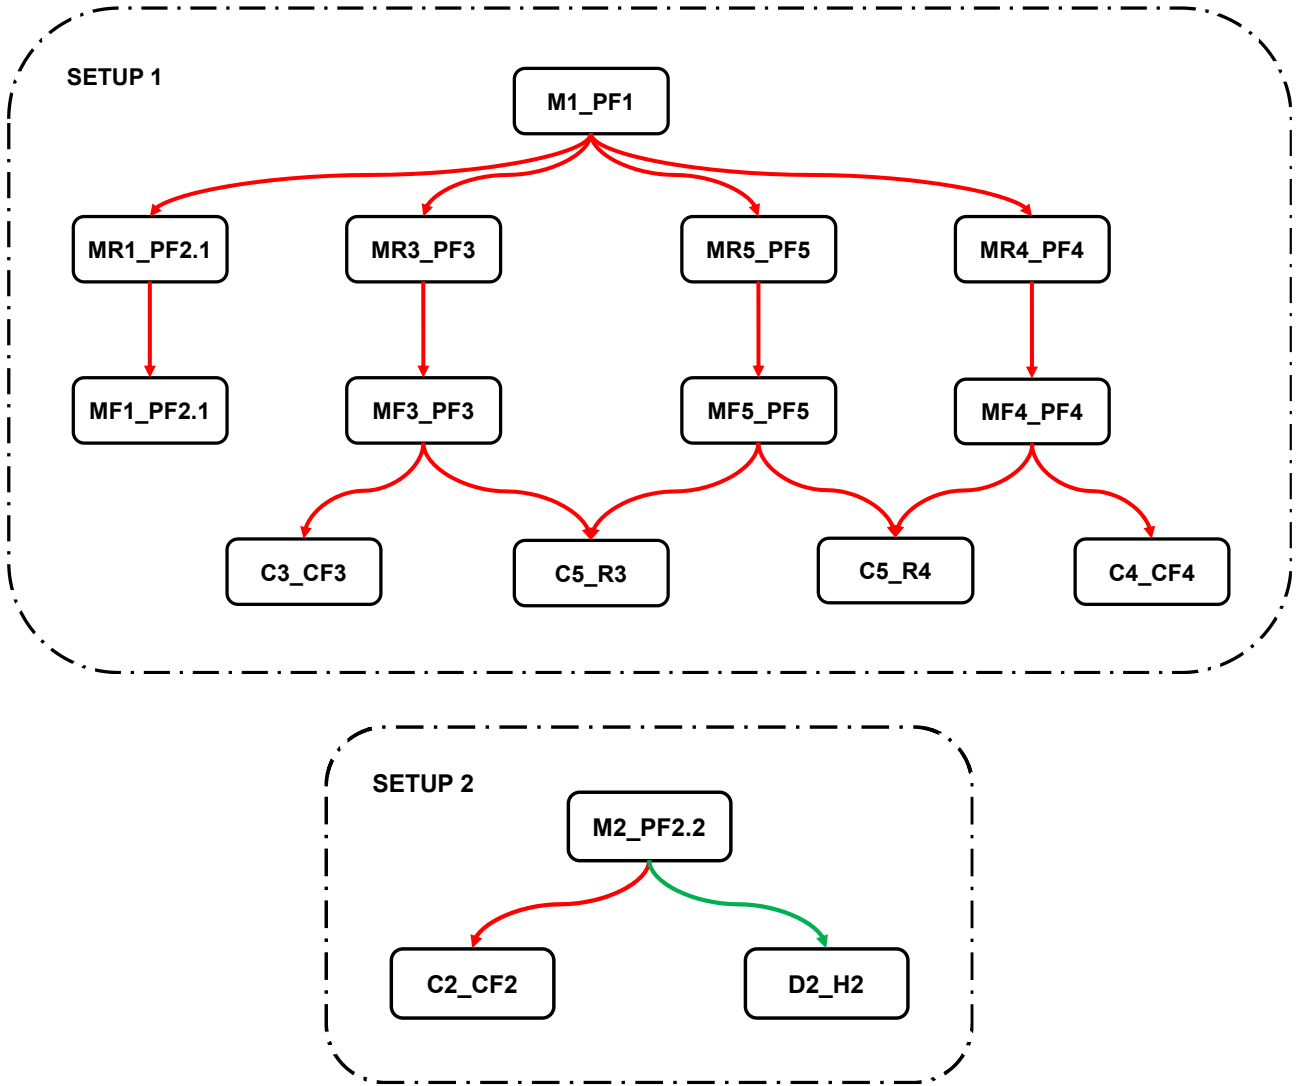 SETUP 1
M1_PF1
MR1_PF2.1
MR3_PF3
MR5_PF5
MR4_PF4
MF1_PF2.1
MF3_PF3
MF5_PF5
MF4_PF4
C3_CF3
C5_R3
C5_R4
C4_CF4
SETUP 2
M2_PF2.2
C2_CF2
D2_H2